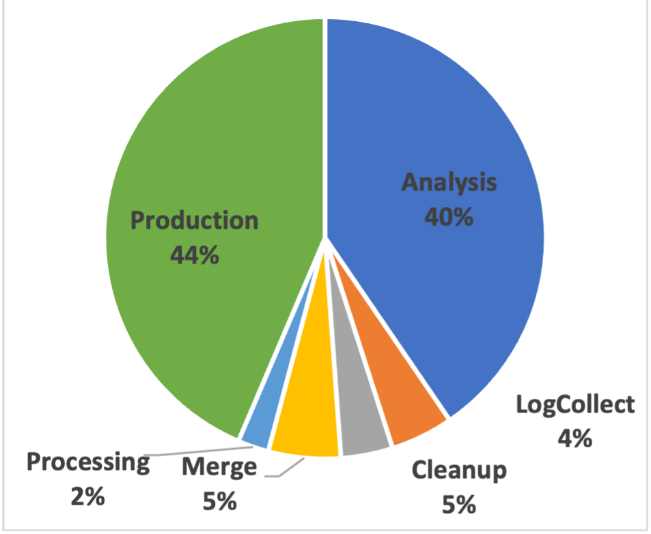 Analysis
40%
Production
44%
LogCollect
4%
Processing
2%
Merge
5%
Cleanup
5%